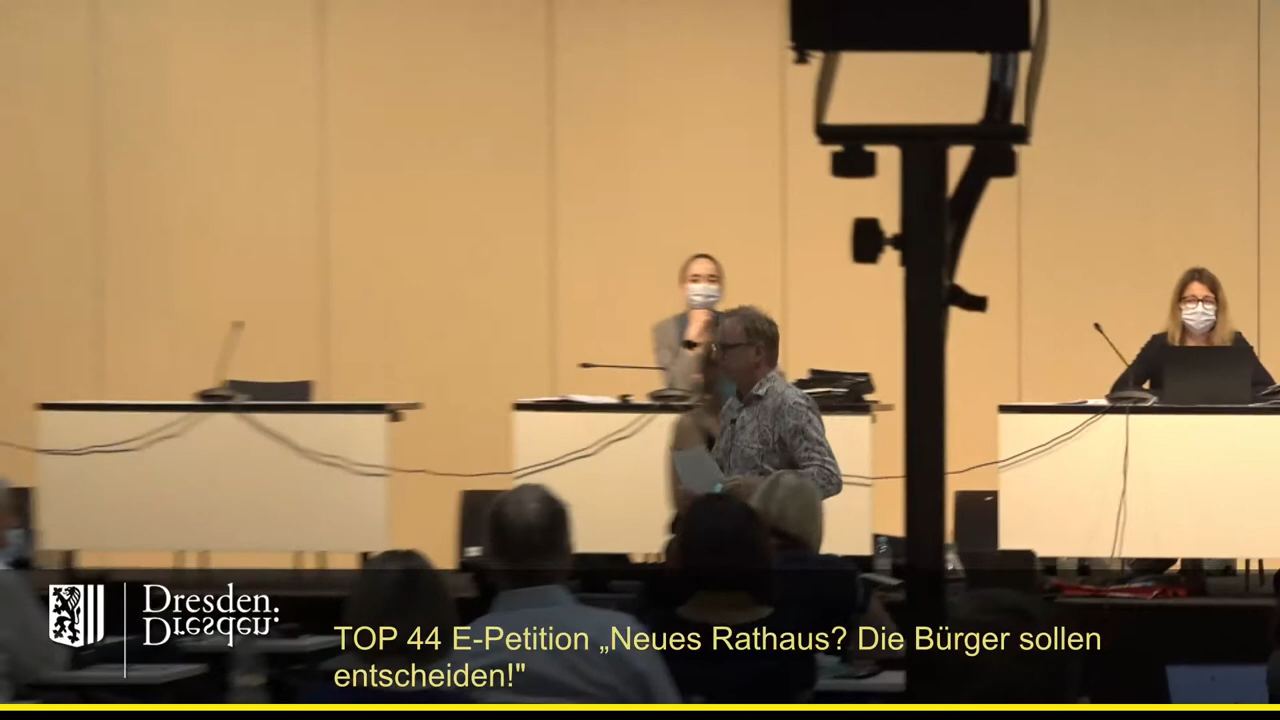 Dresden.
Dresden.
TOP 44 E-Petition „Neues Rathaus? Die Bürger sollen
entscheiden!"